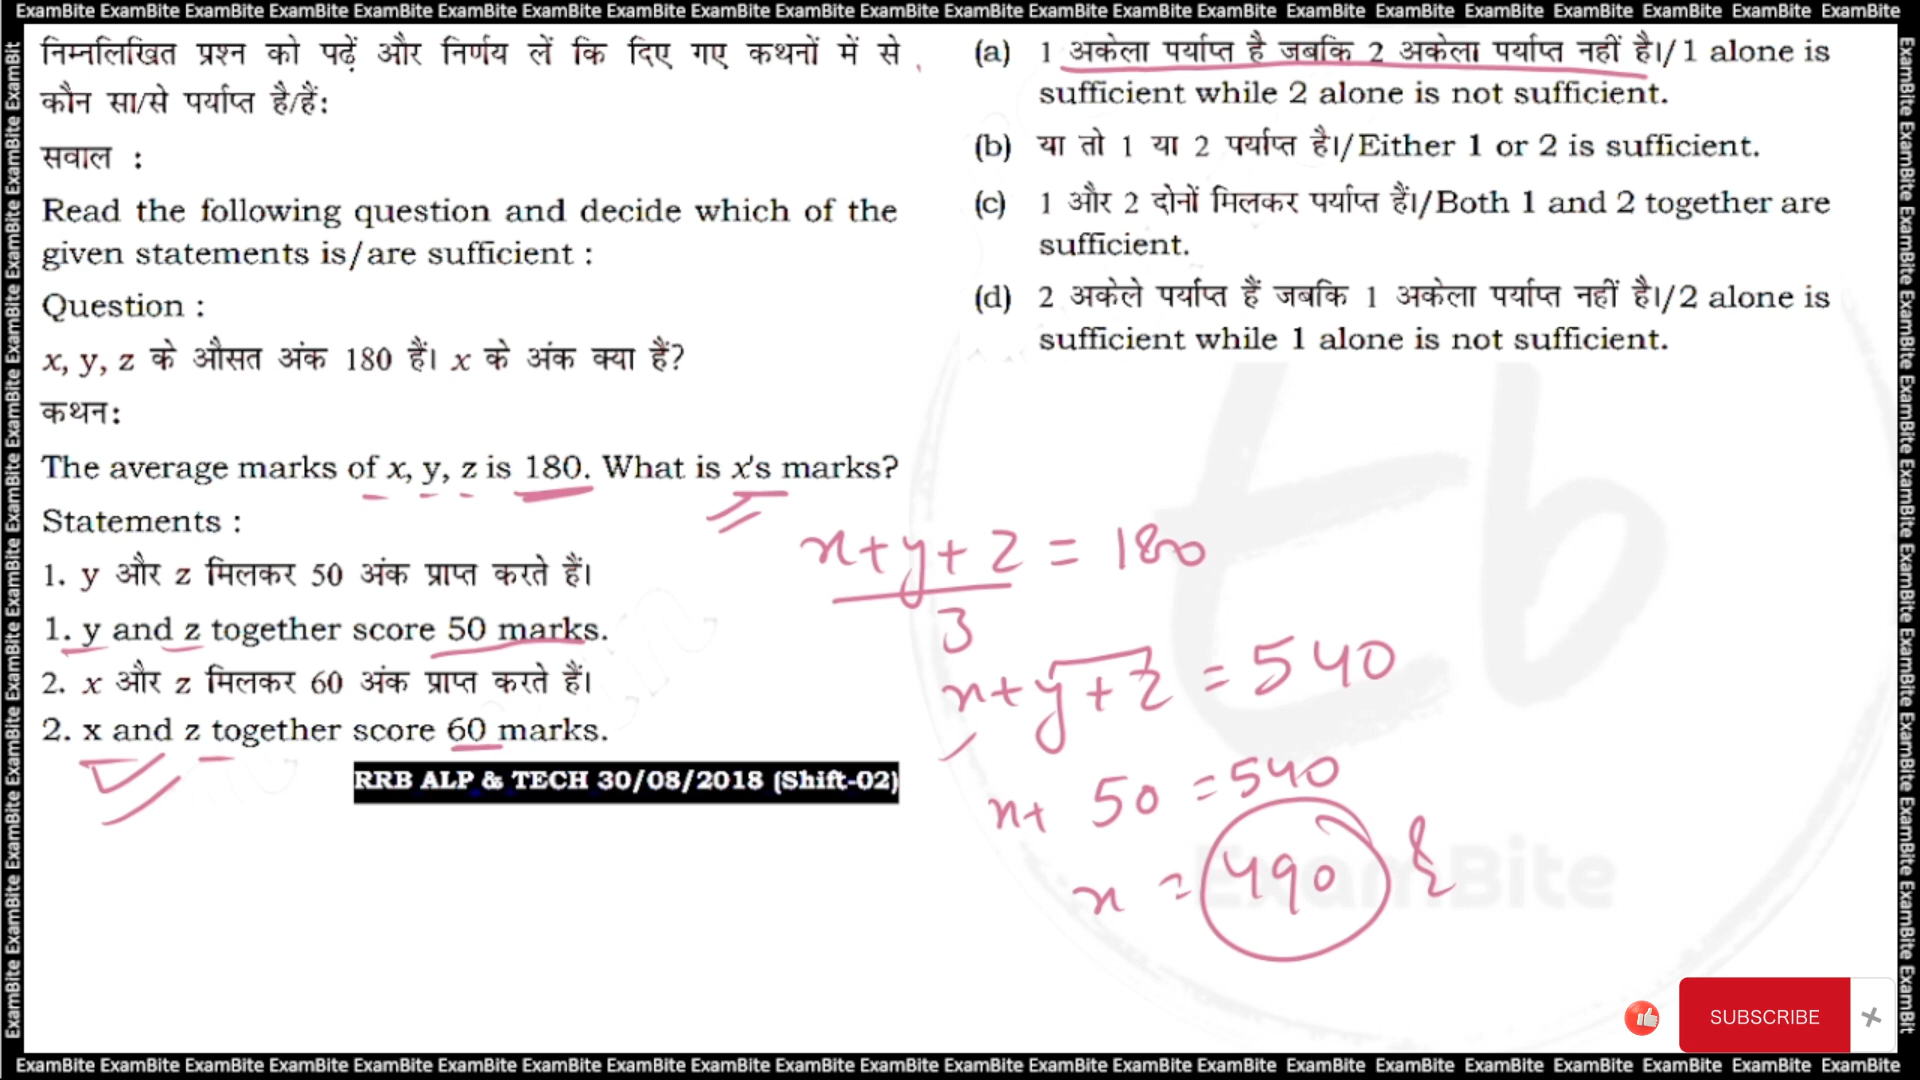 ExamBite ExamBite ExamBite ExamBite ExamBite ExamBite ExamBite ExamBite ExamBite ExamBite ExamBite ExamBite ExamBite ExamBite ExamBite ExamBite ExamBite ExamBite ExamBite ExamBite ExamBite ExamBite
निम्नलिखित प्रश्न को पढ़ें और निर्णय लें कि दिए गए कथनों में से
कौन सा/से पर्याप्त है/हैं:
सवाल :
Read the following question and decide which of the
given statements is/are sufficient :
Question :
x, y, z के औसत अंक 180 हैं। x के अंक क्या हैं?
कथन:
The average marks of x, y, z is 180. What is x's marks?
Statements :
1. y और z मिलकर 50 अंक प्राप्त करते हैं।
1. y and z together score 50 marks.
2. x और z मिलकर 60 अंक प्राप्त करते हैं।
2. x and z together score 60 marks.
RRB ALP & TECH 30/08/2018 (Shift-02)
(a) 1 अकेला पर्याप्त है जबकि 2 अकेला पर्याप्त नहीं है।/1 alone is
sufficient while 2 alone is not sufficient.
(b) या तो 1 या 2 पर्याप्त है।/Either 1 or 2 is sufficient.
(c) 1 और 2 दोनों मिलकर पर्याप्त हैं।/Both 1 and 2 together are
sufficient.
(d) 2 अकेले पर्याप्त हैं जबकि 1 अकेला पर्याप्त नहीं है।/2 alone is
sufficient while 1 alone is not sufficient.
x+y+z = 180
3
x+y+z = 540
x+ 50 = 540
x = 490
ExamBite
SUBSCRIBE
ExamBite ExamBite ExamBite ExamBite ExamBite ExamBite ExamBite ExamBite ExamBite ExamBite ExamBite ExamBite ExamBite ExamBite ExamBite ExamBite ExamBite ExamBite ExamBite ExamBite ExamBite ExamBite